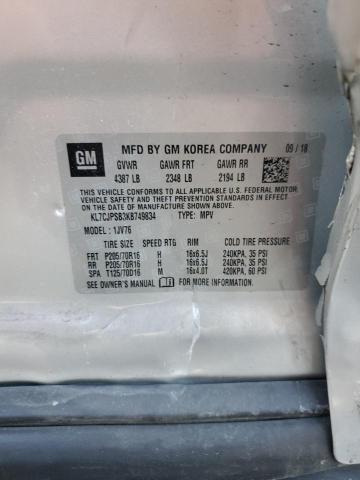 GM
MFD BY GM KOREA COMPANY 09 / 18
GVWR GAWR FRT GAWR RR
4387 LB 2348 LB 2194 LB
THIS VEHICLE CONFORMS TO ALL APPLICABLE U.S. FEDERAL MOTOR
VEHICLE SAFETY AND THEFT PREVENTION STANDARDS IN EFFECT ON
THE DATE OF MANUFACTURE SHOWN ABOVE.
KL7CJPSB3KB749834 TYPE: MPV
MODEL: 1JV76
TIRE SIZE SPEED RTG RIM COLD TIRE PRESSURE
FRT P205/70R16 H 16x6.5J 240KPA, 35 PSI
RR P205/70R16 H 16x6.5J 240KPA, 35 PSI
SPA T125/70D16 M 16x4.0T 420KPA, 60 PSI
SEE OWNER'S MANUAL FOR MORE INFORMATION.